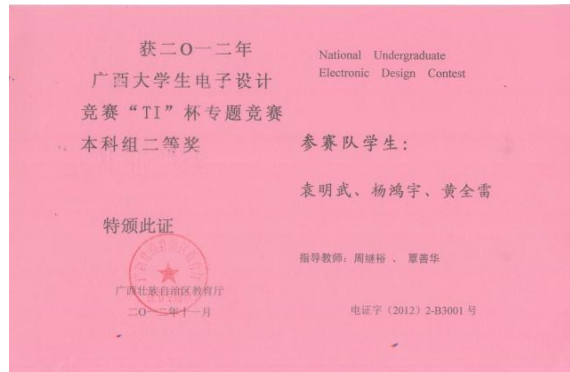 获二O一二年
广西大学生电子设计
竞赛“TI”杯专题竞赛
本科组二等奖
特颁此证
广西壮族自治区教育厅
二O一二年十一月
National Undergraduate
Electronic Design Contest
参赛队学生：
袁明武、杨鸿宇、黄全雷
指导教师：周继裕 、 覃善华
电证字（2012）2-B3001 号